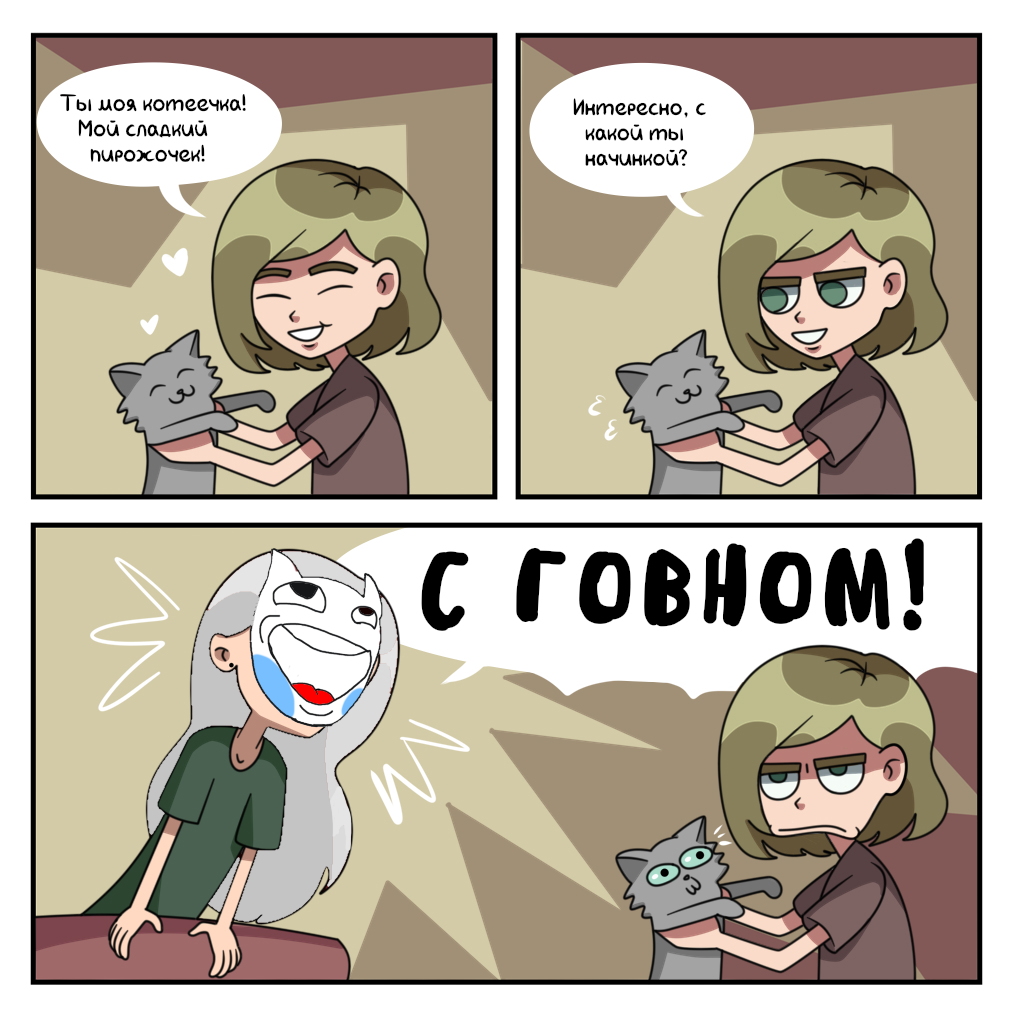 Ты моя котеечка!
Мой сладкий
пирожочек!
Интересно, с
какой ты
начинкой?
С ГОВНОМ!